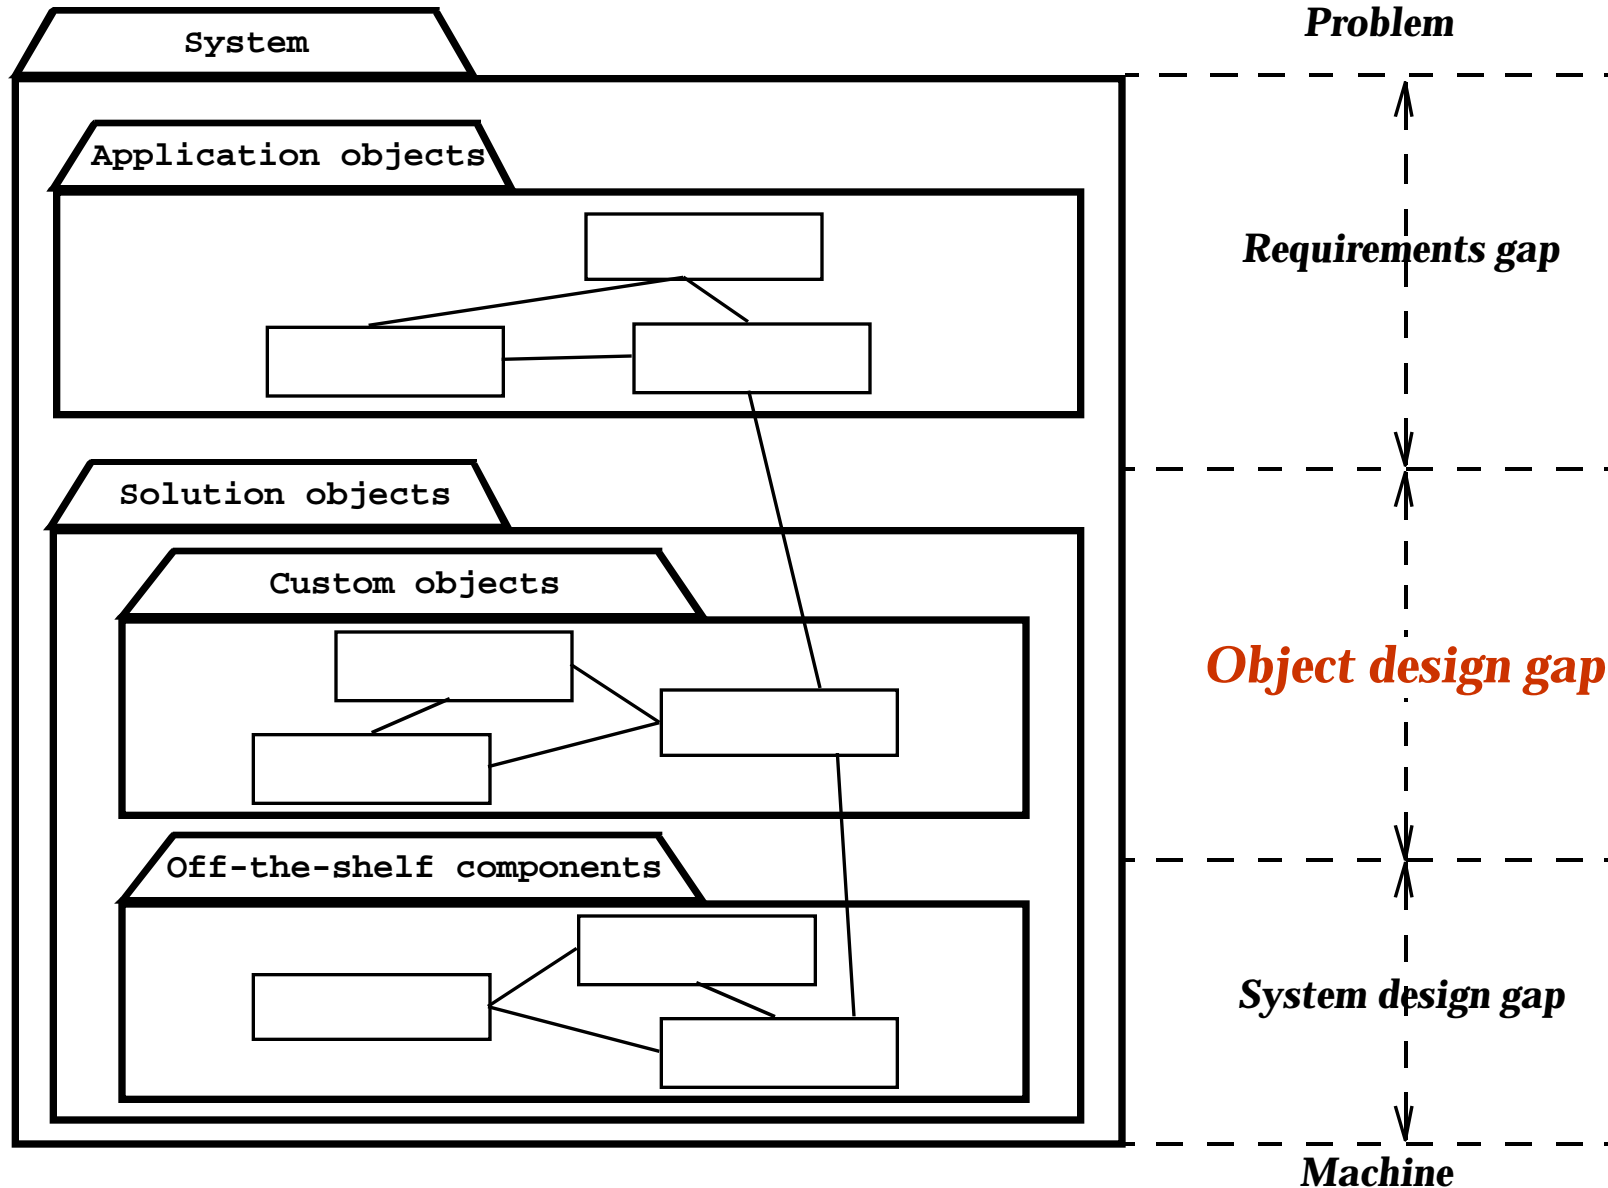 System
Problem
Application objects
Requirements gap
Solution objects
Custom objects
Object design gap
Off-the-shelf components
System design gap
Machine